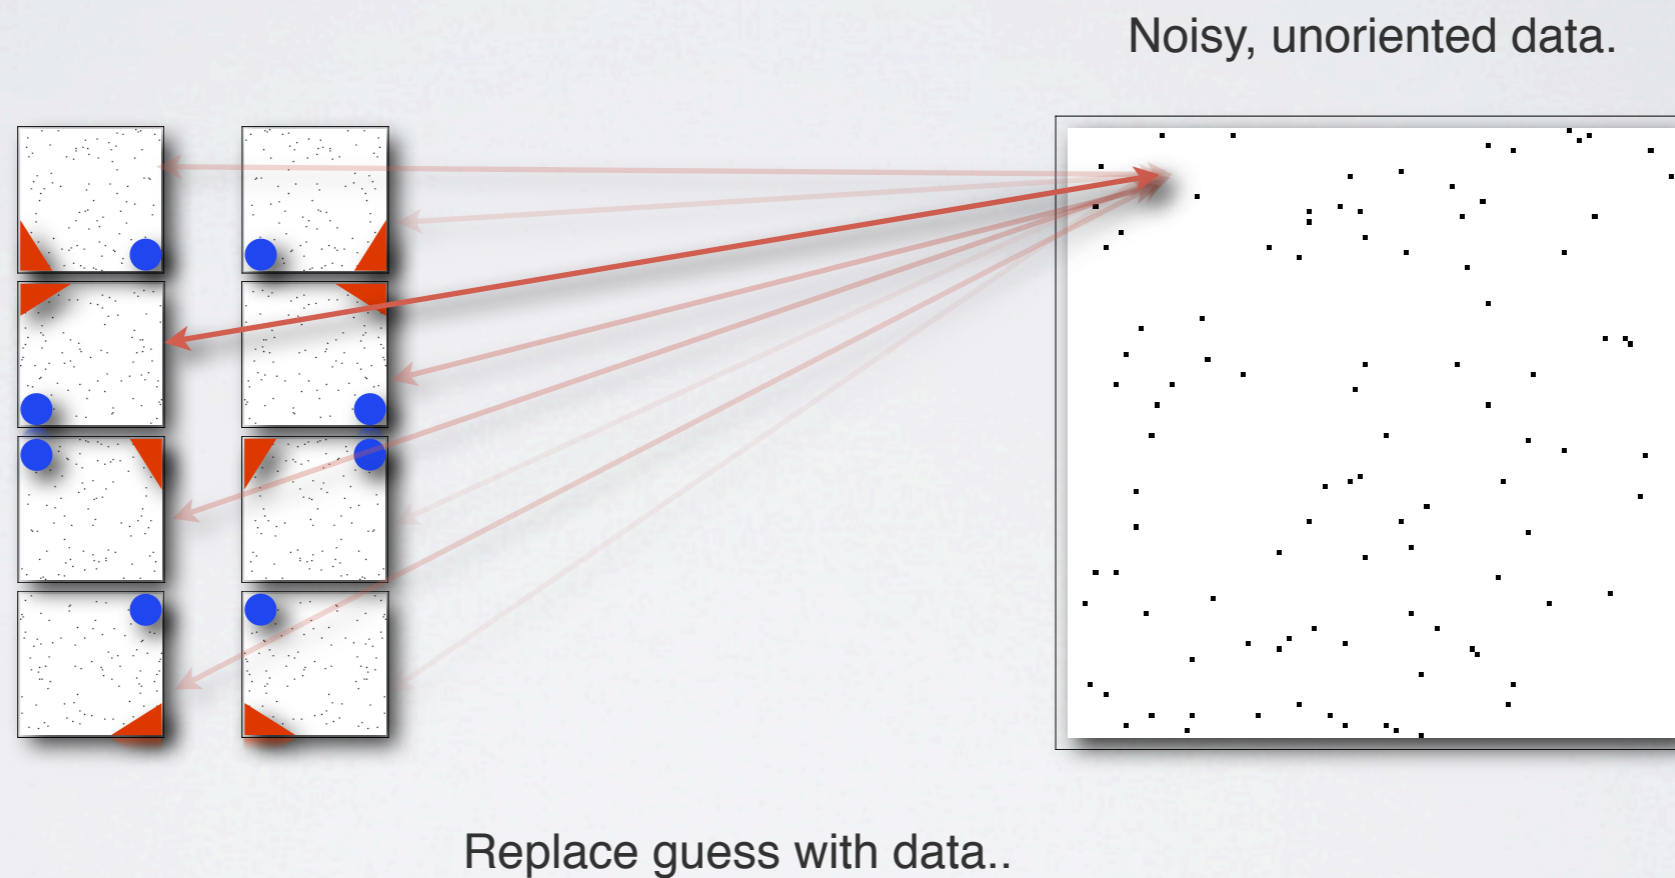 Noisy, unoriented data.
Replace guess with data..